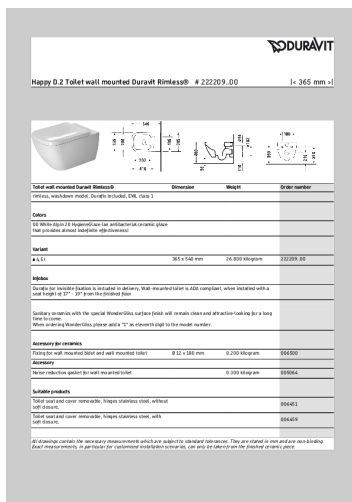 DURAVIT
Happy D.2 Toilet wall mounted Duravit Rimless® # 222209..00 |< 365 mm >|
Toilet wall mounted Duravit Rimless® Dimension Weight Order number
rimless, washdown model, Durafix included, EWL class 1
Colors
00 White Alpin 20 HygieneGlaze (an antibacterial ceramic glaze
that provides almost indefinite effectiveness)
Variant
ø 4,5 l 365 x 540 mm 26.800 kilogram 222209..00
Infobox
Durafix for invisible fixation is included in delivery, Wall-mounted toilet is ADA compliant, when installed with a
seat height of 17" - 19" from the finished floor
Sanitary ceramics with the special WonderGliss surface finish will remain clean and attractive-looking for a long
time to come.
When ordering WonderGliss please add a "1" as eleventh digit to the model number.
Accessory for ceramics
Fixing for wall mounted bidet and wall mounted toilet Ø 12 x 180 mm 0.200 kilogram 006500
Accessory
Noise reduction gasket for wall mounted toilet 0.300 kilogram 005064
Suitable products
Toilet seat and cover removable, hinges stainless steel, without
soft closure, 006451
Toilet seat and cover removable, hinges stainless steel, with
soft closure, 006459
All drawings contain the necessary measurements which are subject to standard tolerances. They are stated in mm and are non-binding.
Exact measurements, in particular for customised installation scenarios, can only be taken from the finished ceramic piece.